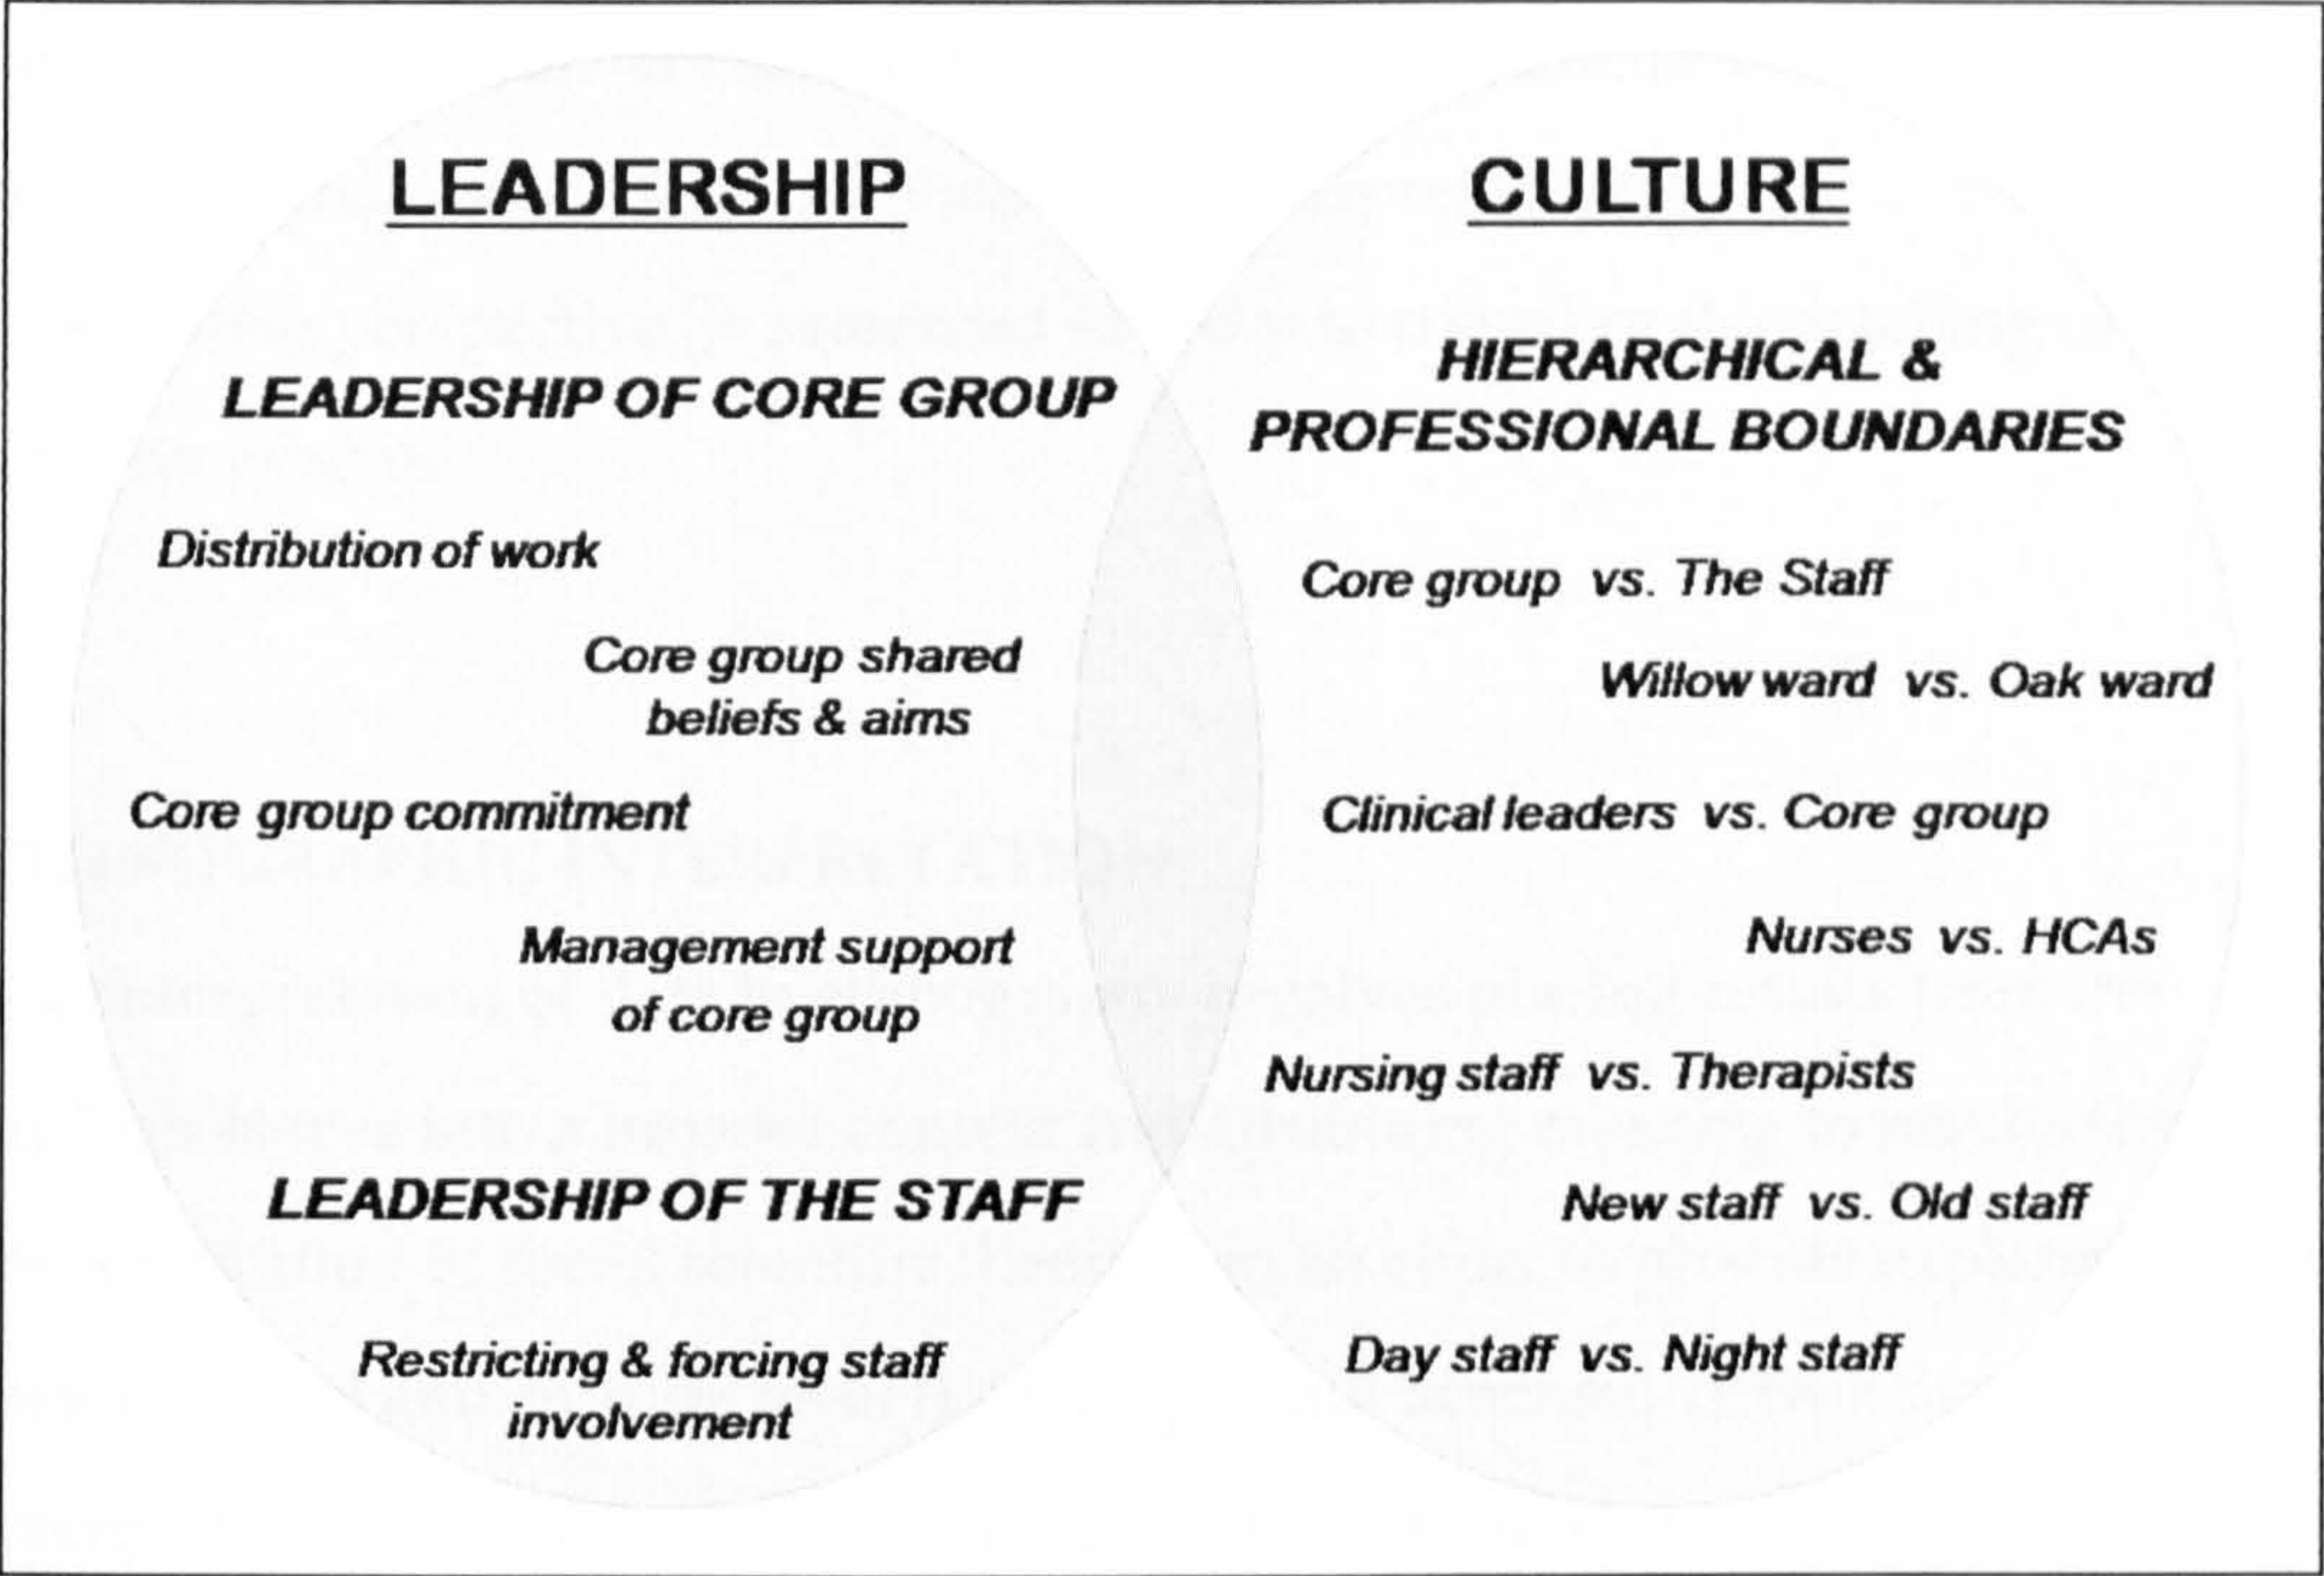 LEADERSHIP
LEADERSHIP OF CORE GROUP
Distribution of work
Core group shared
beliefs & aims
Core group commitment
Management support
of core group
LEADERSHIP OF THE STAFF
Restricting & forcing staff
involvement
CULTURE
HIERARCHICAL &
PROFESSIONAL BOUNDARIES
Core group vs. The Staff
Willow ward vs. Oak ward
Clinical leaders vs. Core group
Nurses vs. HCAs
Nursing staff vs. Therapists
New staff vs. Old staff
Day staff vs. Night staff